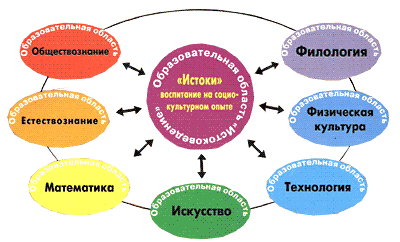 Образовательная область
Обществознание
Образовательная область
Филология
Образовательная область «Истоковедение»
«Истоки»
воспитание на социо-
культурном опыте
Образовательная область
Естествознание
Образовательная область
Физическая
культура
Образовательная область
Математика
Образовательная область
Искусство
Образовательная область
Технология